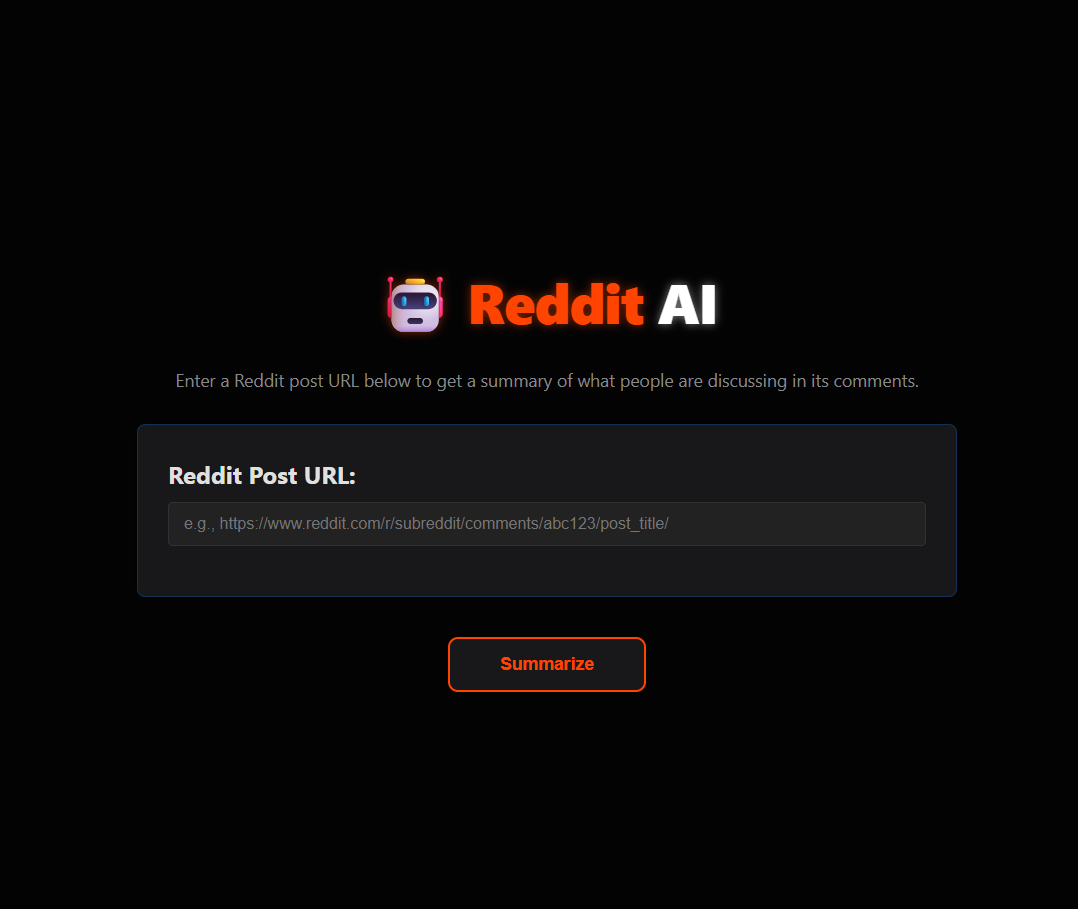 Reddit AI
Enter a Reddit post URL below to get a summary of what people are discussing in its comments.
Reddit Post URL:
e.g., https://www.reddit.com/r/subreddit/comments/abc123/post_title/
Summarize